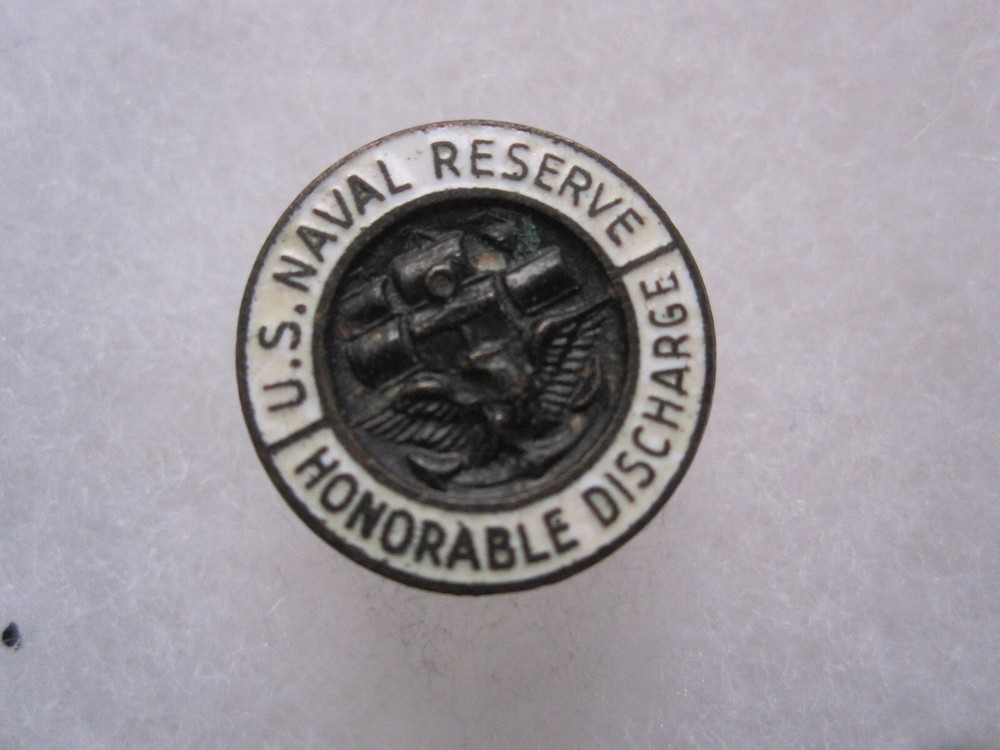 U.S. NAVAL RESERVE
HONORABLE DISCHARGE